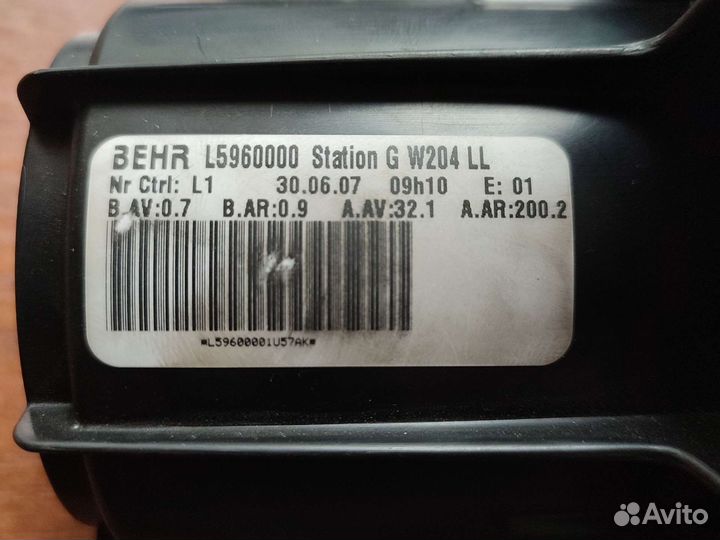 BEHR L5960000 Station G W204 LL
Nr Ctrl: L1 30.06.07 09h10 E: 01
B.AV:0.7 B.AR:0.9 A.AV:32.1 A.AR:200.2
*L59600001U57AK*
Avito